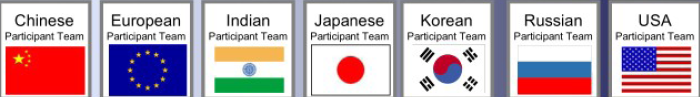 Chinese
Participant Team
European
Participant Team
Indian
Participant Team
Japanese
Participant Team
Korean
Participant Team
Russian
Participant Team
USA
Participant Team